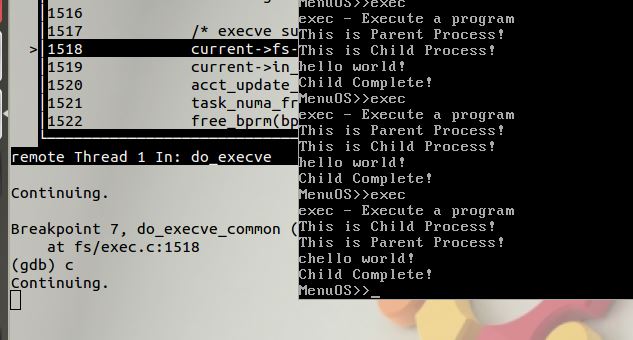 1516
1517 /* execve su
>1518 current->fs-
1519 current->in_
1520 acct_update_
1521 task_numa_fr
1522 free_bprm(bp
remote Thread 1 In: do_execve
Continuing.
Breakpoint 7, do_execve_common (
at fs/exec.c:1518
(gdb) c
Continuing.
MenuOS>>exec
exec - Execute a program
This is Parent Process!
This is Child Process!
hello world!
Child Complete!
MenuOS>>exec
exec - Execute a program
This is Parent Process!
This is Child Process!
hello world!
Child Complete!
MenuOS>>exec
exec - Execute a program
This is Child Process!
This is Parent Process!
chello world!
Child Complete!
MenuOS>>_